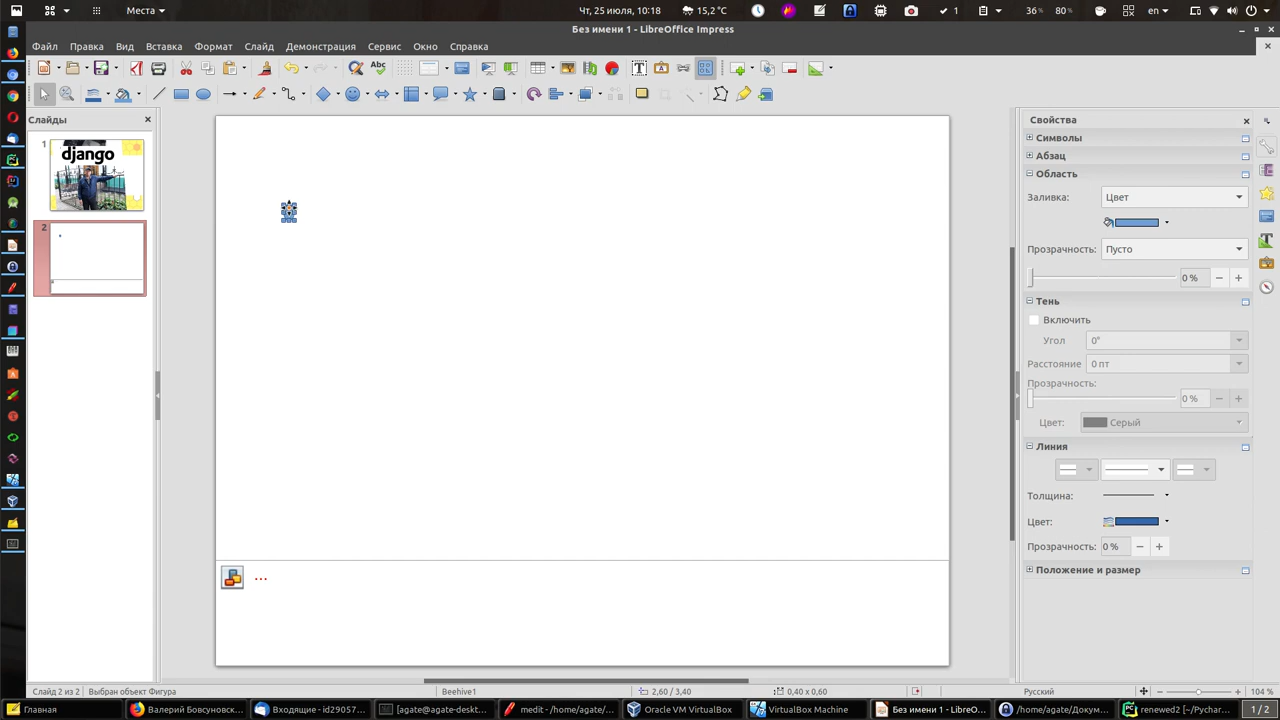 Места
Чт, 25 июля, 10:18
15,2 °C
1
36%
80%
en
Без имени 1 - LibreOffice Impress
Файл Правка Вид Вставка Формат Слайд Демонстрация Сервис Окно Справка
Abc
T
Слайды
1
django
2
...
Свойства
Символы
Абзац
Область
Заливка: Цвет
Прозрачность: Пусто
0 %
Тень
Включить
Угол 0°
Расстояние 0 пт
Прозрачность:
0 %
Цвет: Серый
Линия
Толщина:
Цвет:
Прозрачность: 0 %
Положение и размер
Слайд 2 из 2 Выбран объект Фигура Beehive1 2,60 / 3,40 0,40 x 0,60 Русский 104 %
Главная
Валерий Бовсуновск...
Входящие - id29057...
[agate@agate-deskt...
medit - /home/agate/...
Oracle VM VirtualBox
VirtualBox Machine
Без имени 1 - LibreO...
/home/agate/Докум...
renewed2 [~/Pychar...
1 / 2